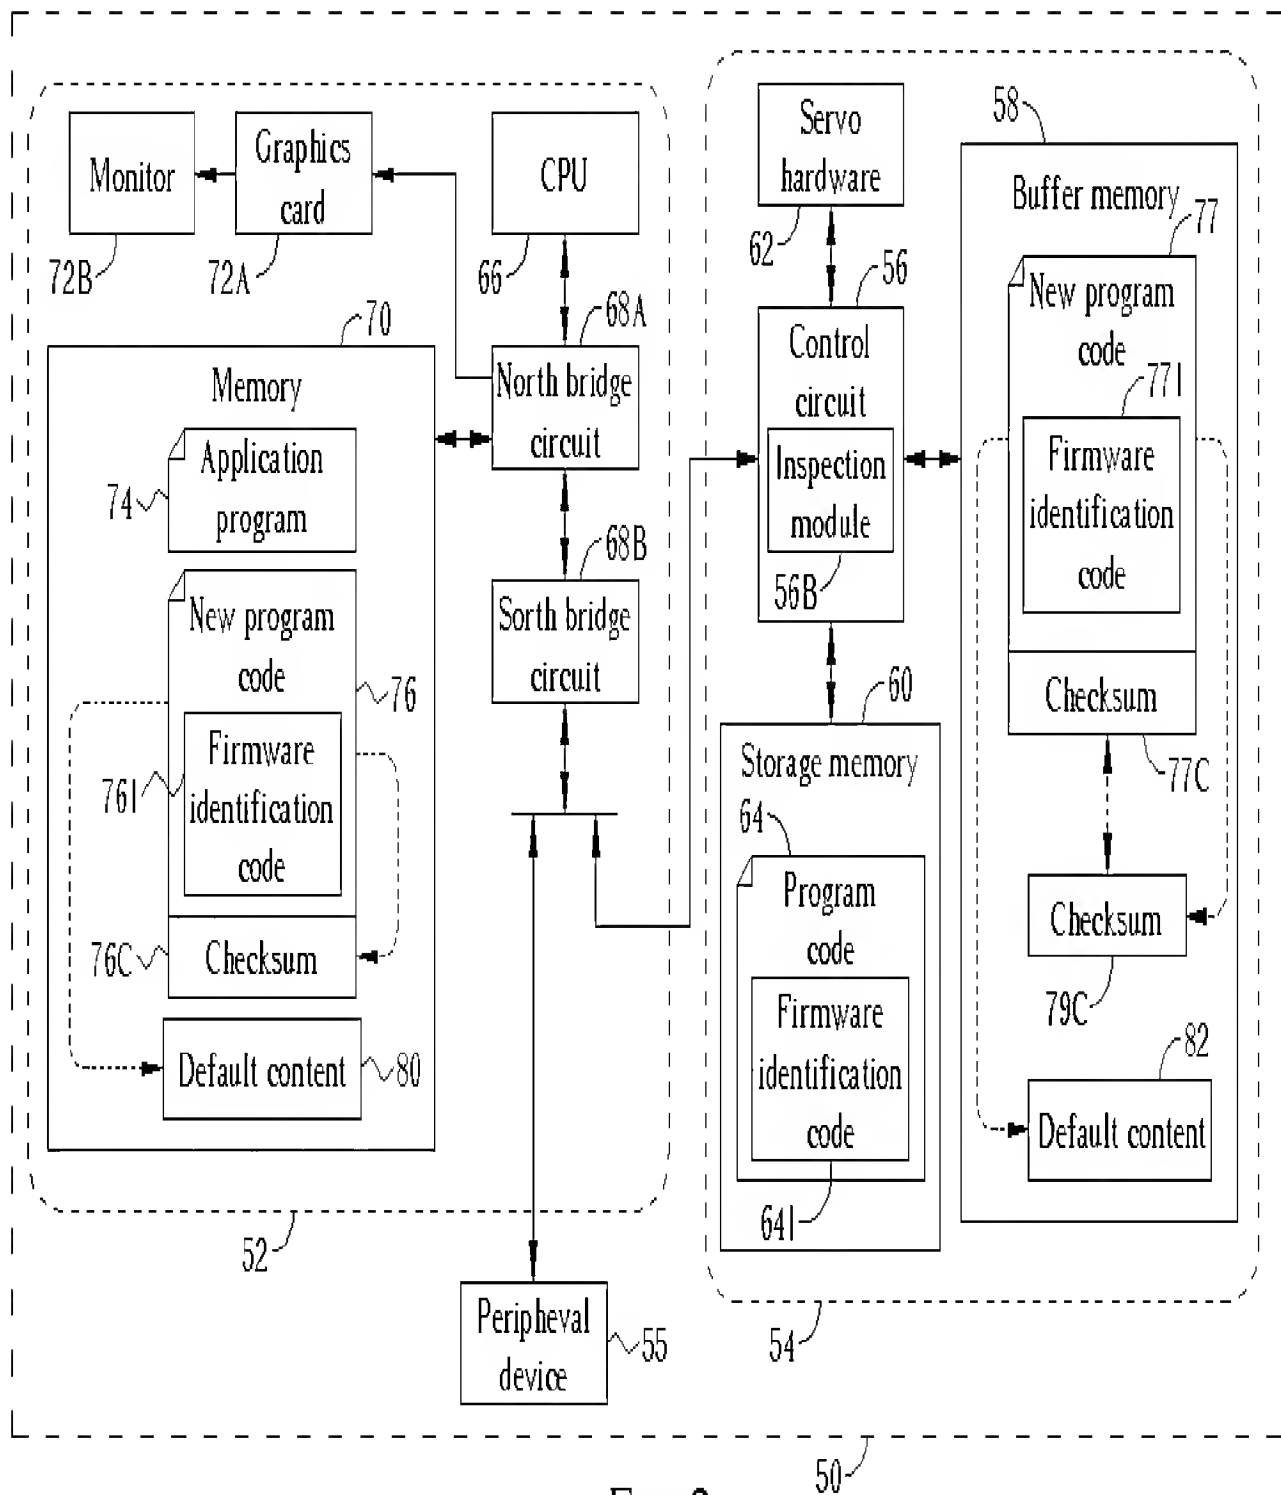 Monitor
72B
Graphics
card
72A
CPU
66
68A
North bridge
circuit
68B
Sorth bridge
circuit
70
Memory
Application
program
74
New program
code
76
Firmware
identification
code
76I
Checksum
76C
Default content
80
52
Peripheval
device
55
Servo
hardware
62
56
Control
circuit
Inspection
module
56B
60
Storage memory
64
Program
code
Firmware
identification
code
64I
58
Buffer memory
77
New program
code
77I
Firmware
identification
code
Checksum
77C
Checksum
79C
82
Default content
54
50